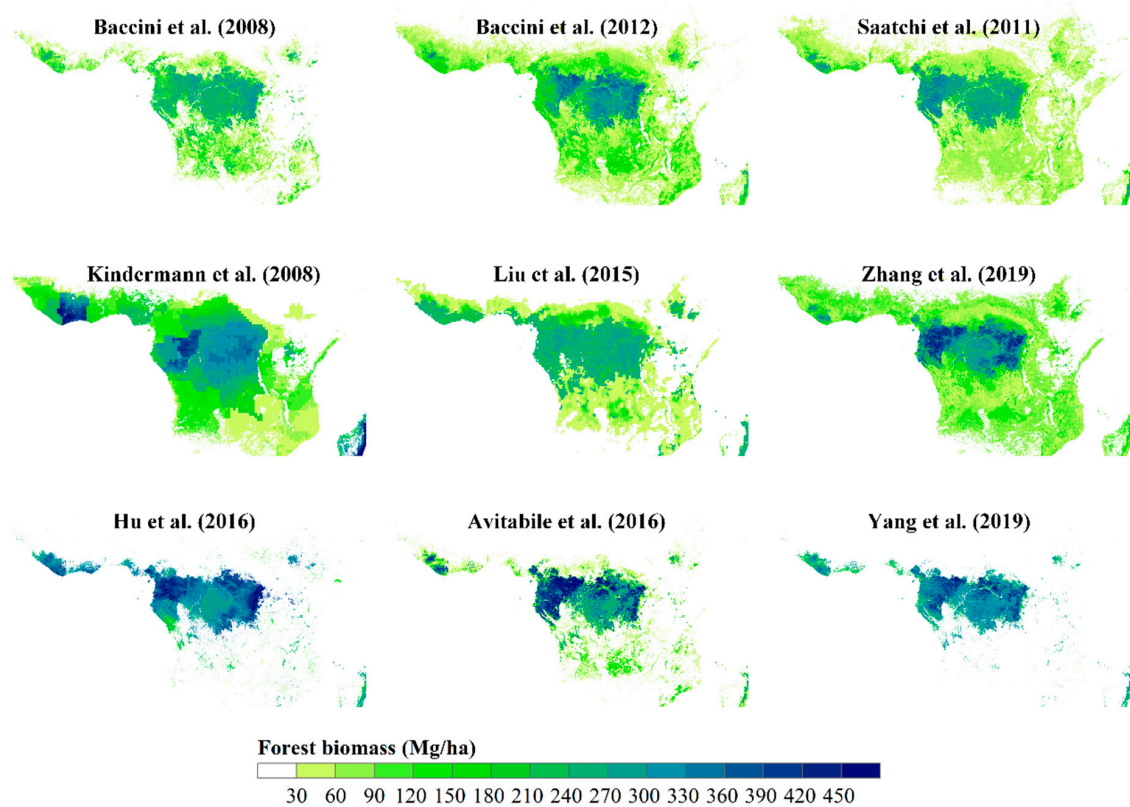 Baccini et al. (2008) Baccini et al. (2012) Saatchi et al. (2011)
Kindermann et al. (2008) Liu et al. (2015) Zhang et al. (2019)
Hu et al. (2016) Avitabile et al. (2016) Yang et al. (2019)
Forest biomass (Mg/ha)
30 60 90 120 150 180 210 240 270 300 330 360 390 420 450